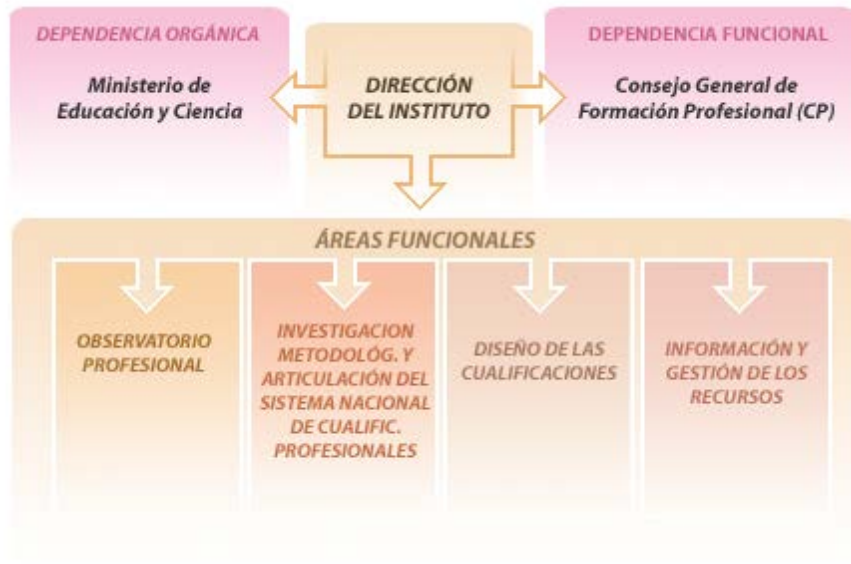 DEPENDENCIA ORGÁNICA
Ministerio de
Educación y Ciencia
DIRECCIÓN
DEL INSTITUTO
DEPENDENCIA FUNCIONAL
Consejo General de
Formación Profesional (CP)
ÁREAS FUNCIONALES
OBSERVATORIO
PROFESIONAL
INVESTIGACION
METODOLÓG. Y
ARTICULACIÓN DEL
SISTEMA NACIONAL
DE CUALIFIC.
PROFESIONALES
DISEÑO DE LAS
CUALIFICACIONES
INFORMACIÓN Y
GESTIÓN DE LOS
RECURSOS